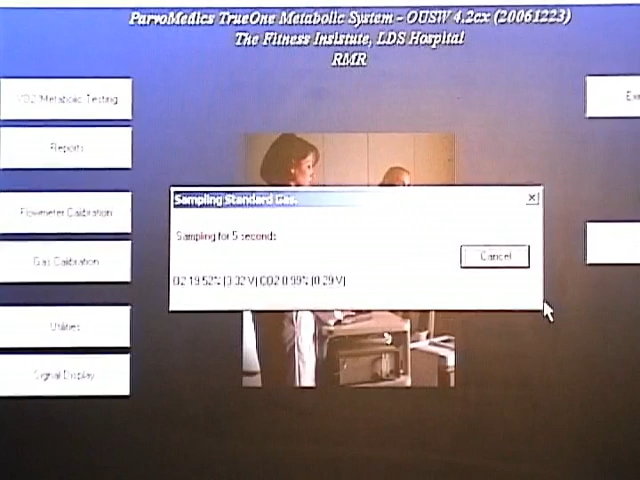 ParvoMedics TrueOne Metabolic System - OUSW 4.2cx (20061223)
The Fitness Insistute, LDS Hospital
RMR
VO2/Metabolic Testing
Reports
Flowmeter Calibration
Gas Calibration
Utilities
Signal Display
Sampling Standard Gas.
Sampling for 5 seconds
Cancel
O2 19.52% (3.32 V) CO2 0.99% (0.29 V)